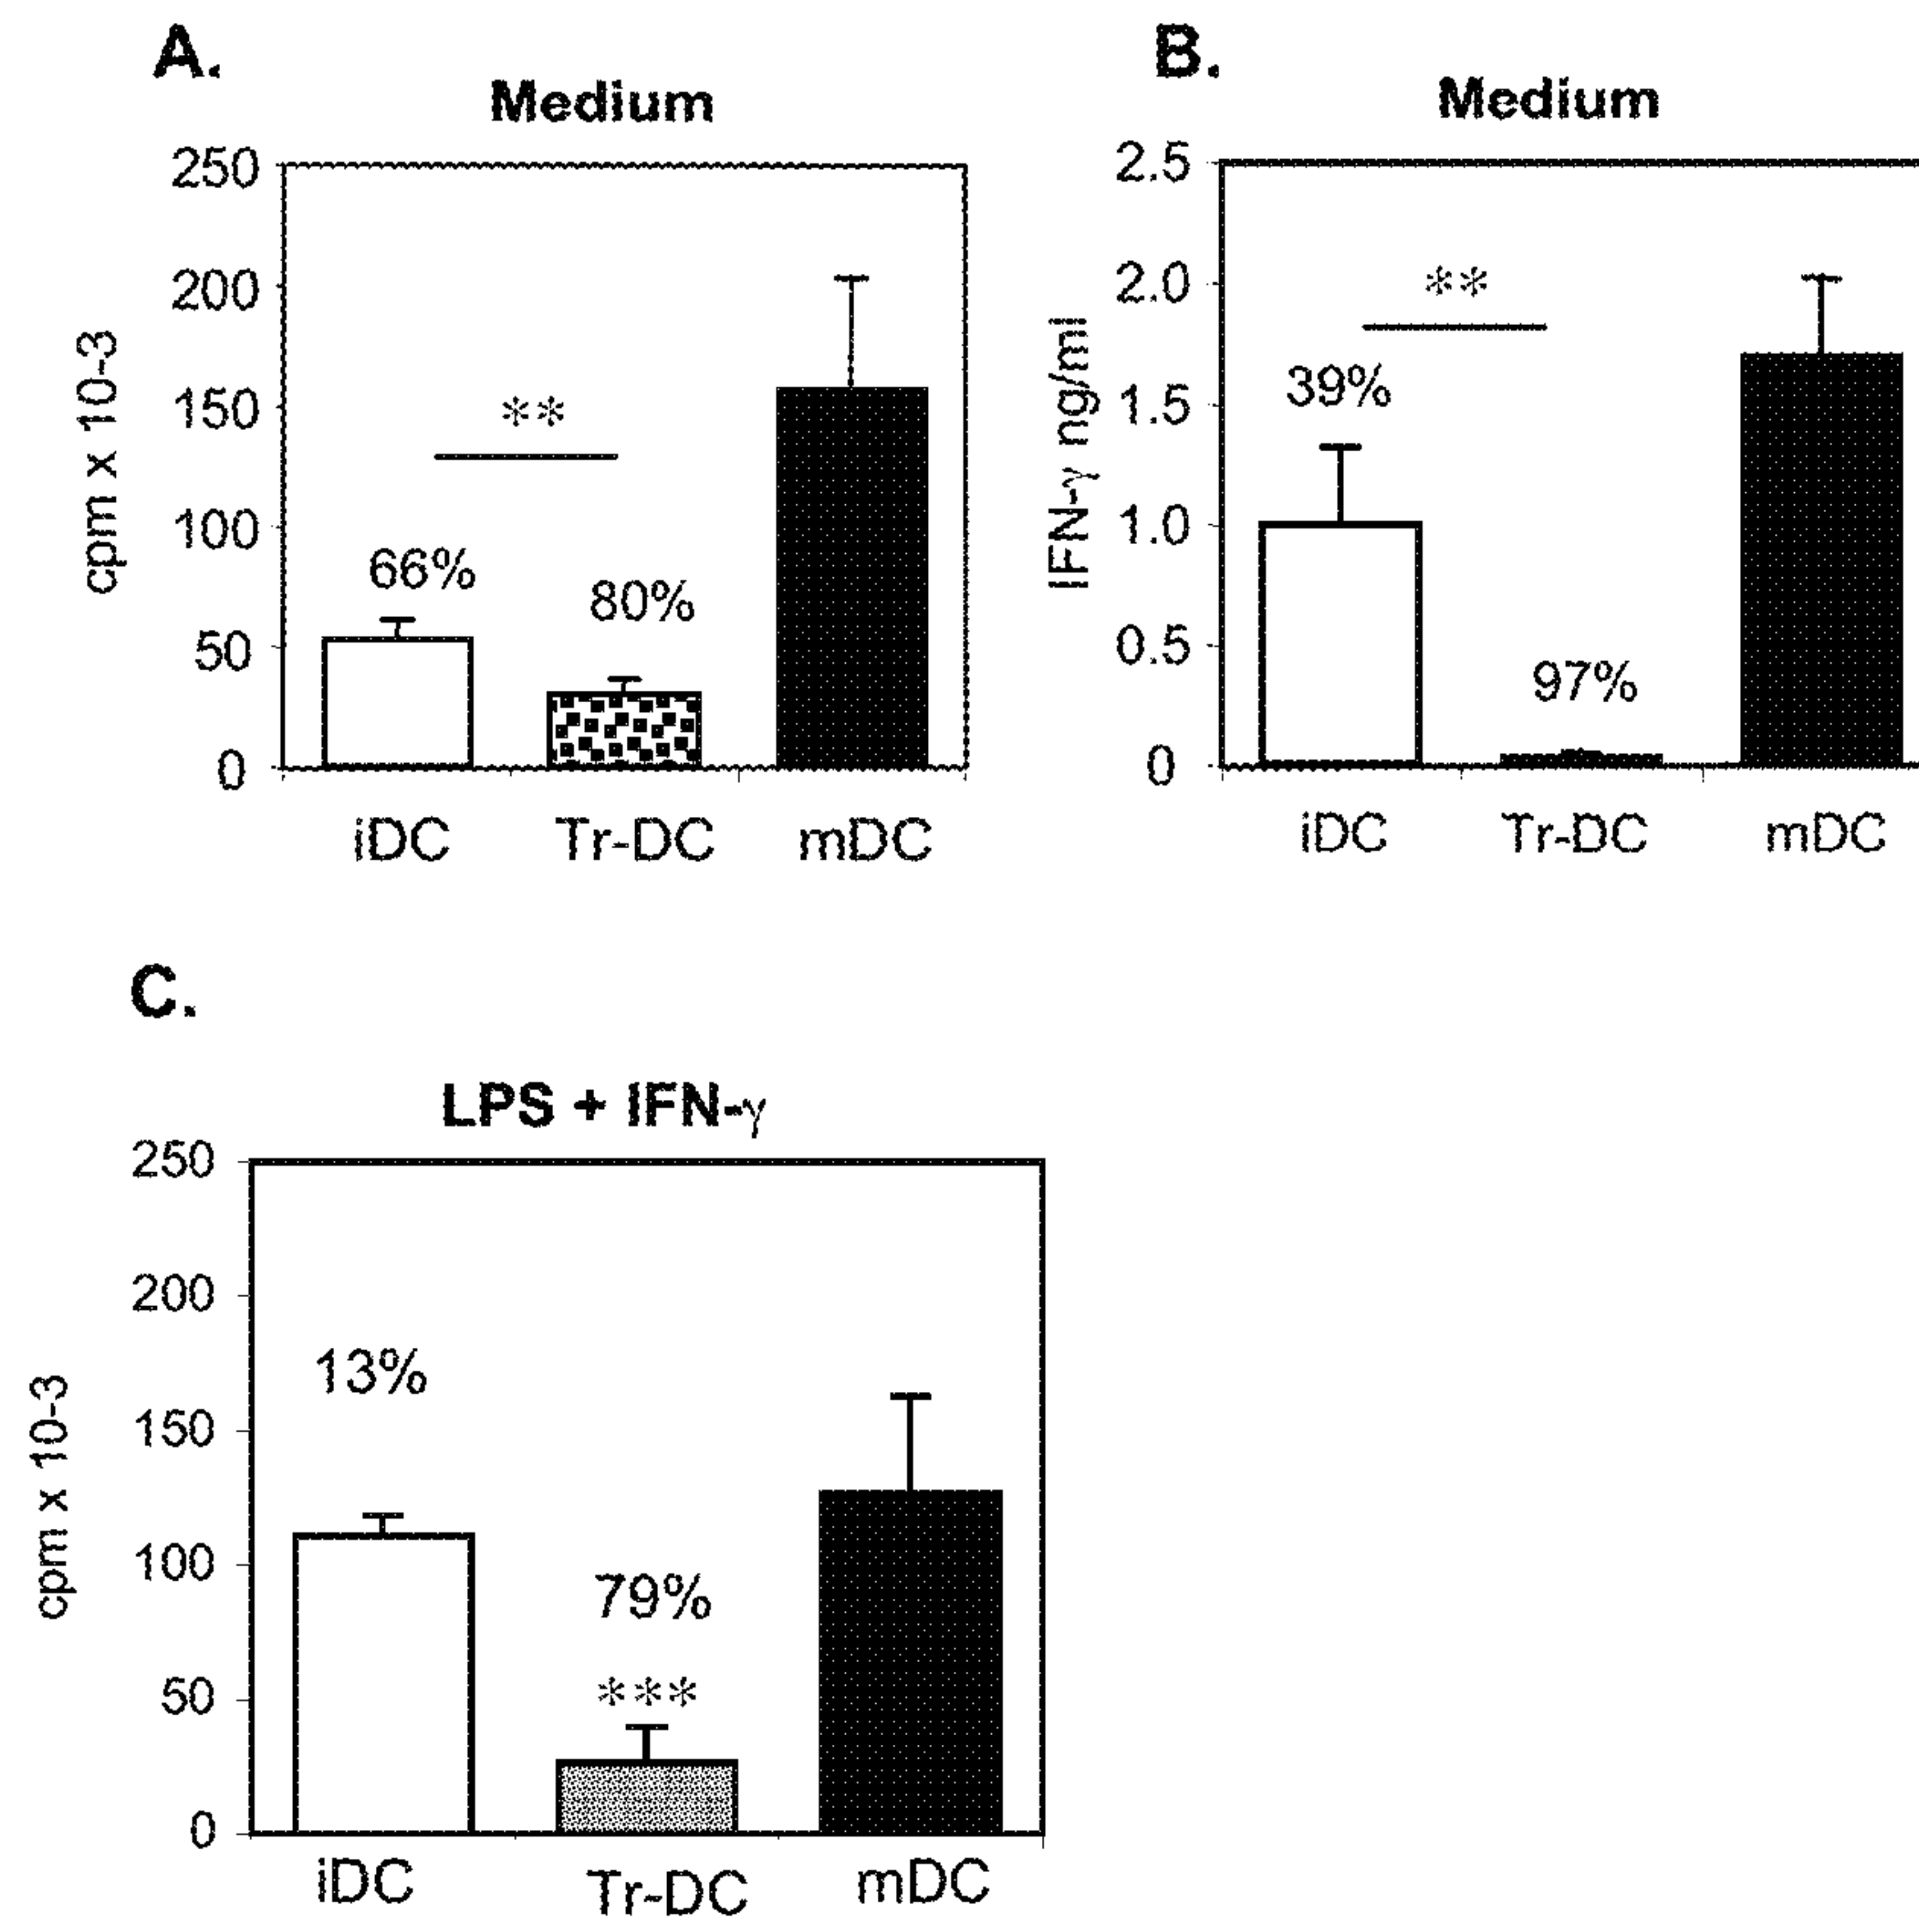 A.
Medium
250
200
150
100
50
0
cpm x 10-3
**
66%
80%
iDC Tr-DC mDC
B.
Medium
2.5
2.0
1.5
1.0
0.5
0
IFN-γ ng/ml
**
39%
97%
iDC Tr-DC mDC
C.
LPS + IFN-γ
250
200
150
100
50
0
cpm x 10-3
13%
79%
***
iDC Tr-DC mDC